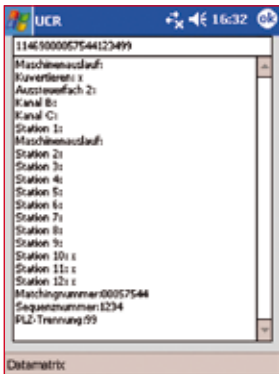 UCR 16:32 ok
11469000057544123499
Maschinenauslauf:
Kuvertieren: x
Aussteuerfach 2:
Kanal B:
Kanal C:
Station 1:
Maschinenauslauf:
Station 2:
Station 3:
Station 4:
Station 5:
Station 6:
Station 7:
Station 8:
Station 9:
Station 10: x
Station 11: x
Station 12: x
Matchingnummer:00057544
Sequenznummer:1234
PLZ-Trennung:99
Datamatrix